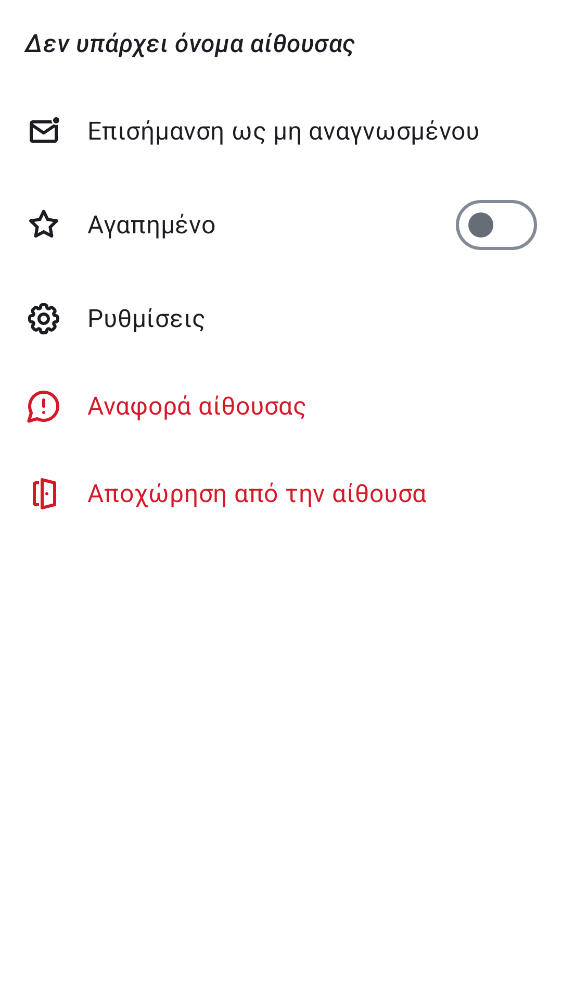 Δεν υπάρχει όνομα αίθουσας
Επισήμανση ως μη αναγνωσμένου
Αγαπημένο
Ρυθμίσεις
Αναφορά αίθουσας
Αποχώρηση από την αίθουσα